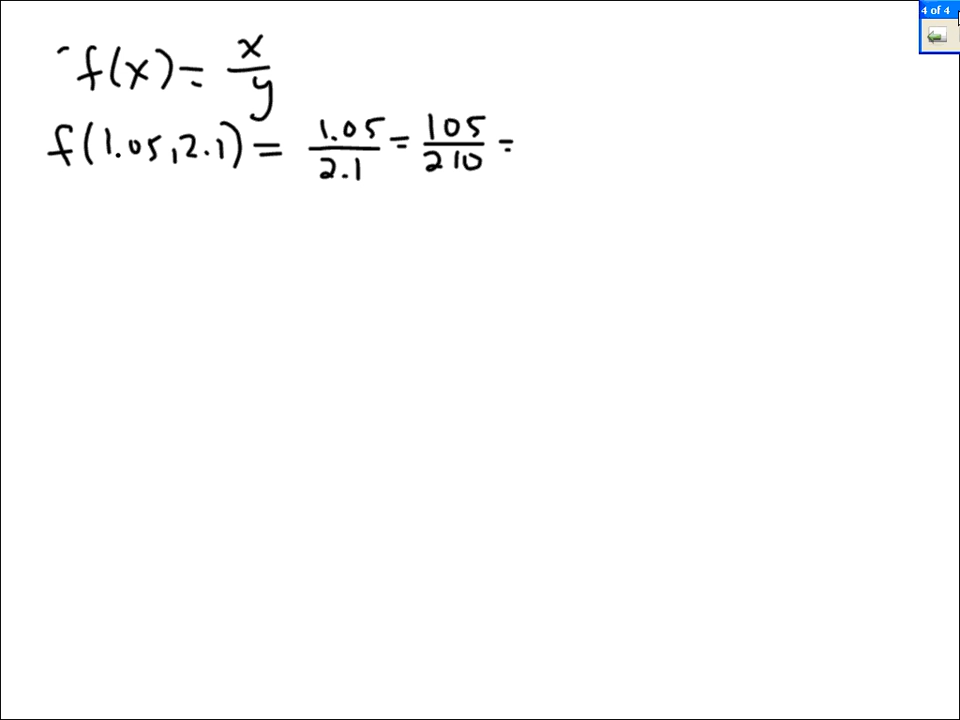 4 of 4
f(x) = x/y
f(1.05, 2.1) = 1.05/2.1 = 105/210 =